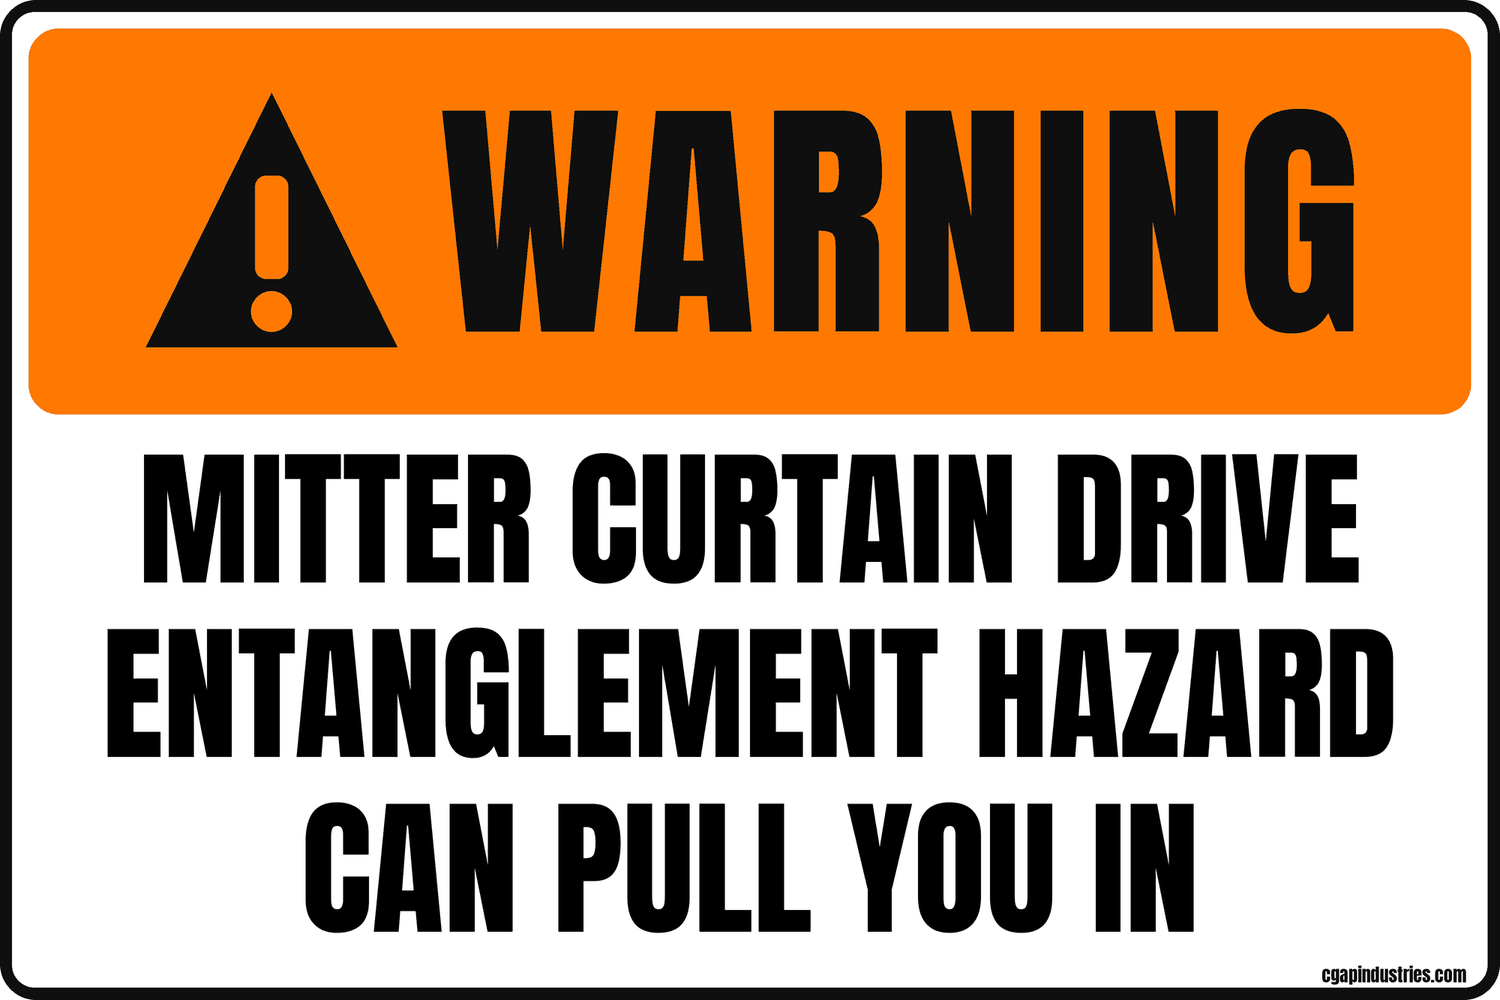 WARNING
MITTER CURTAIN DRIVE
ENTANGLEMENT HAZARD
CAN PULL YOU IN
cgapindustries.com